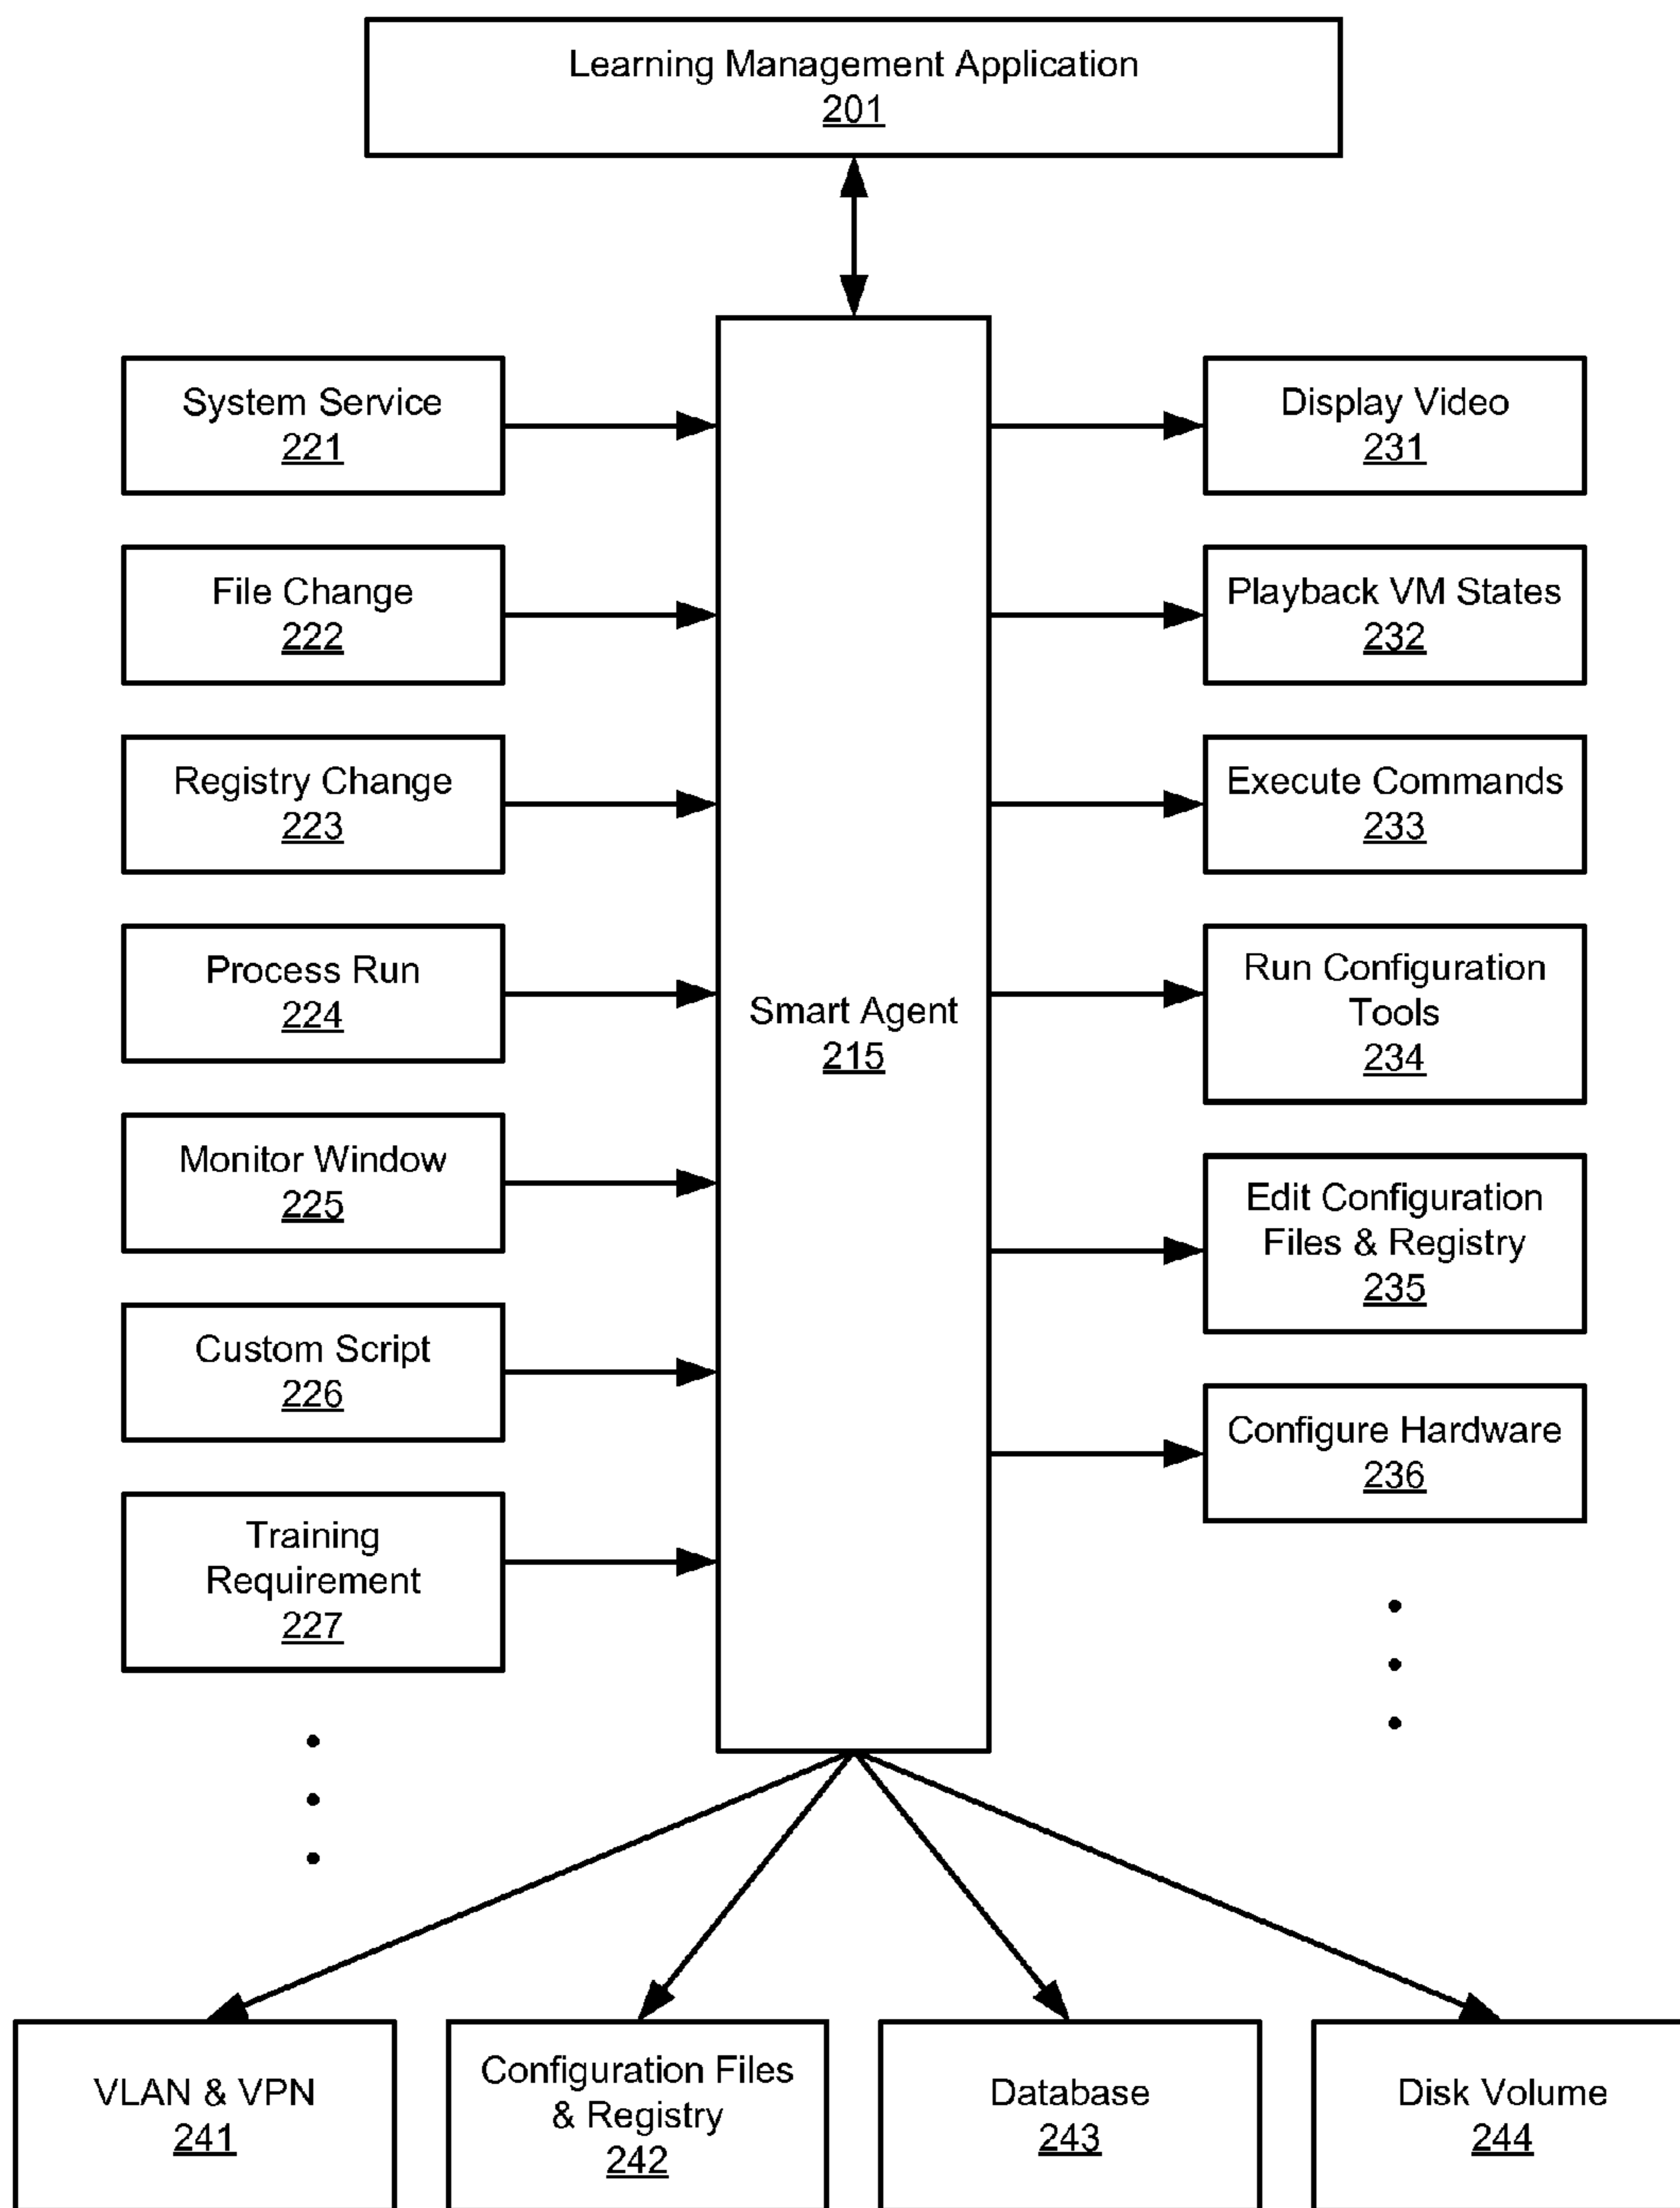 Learning Management Application
201
System Service
221
File Change
222
Registry Change
223
Process Run
224
Monitor Window
225
Custom Script
226
Training
Requirement
227
Smart Agent
215
Display Video
231
Playback VM States
232
Execute Commands
233
Run Configuration
Tools
234
Edit Configuration
Files & Registry
235
Configure Hardware
236
VLAN & VPN
241
Configuration Files
& Registry
242
Database
243
Disk Volume
244